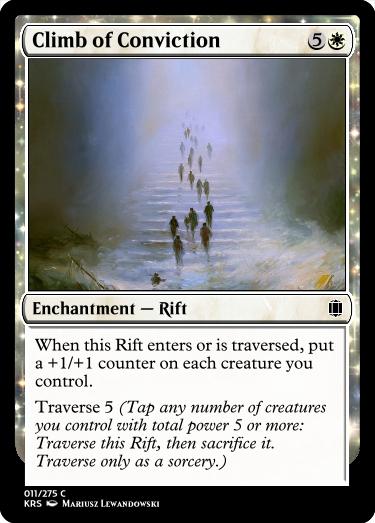 Climb of Conviction 5
Enchantment — Rift
When this Rift enters or is traversed, put
a +1/+1 counter on each creature you
control.
Traverse 5 (Tap any number of creatures
you control with total power 5 or more:
Traverse this Rift, then sacrifice it.
Traverse only as a sorcery.)
011/275 C
KRS Mariusz Lewandowski